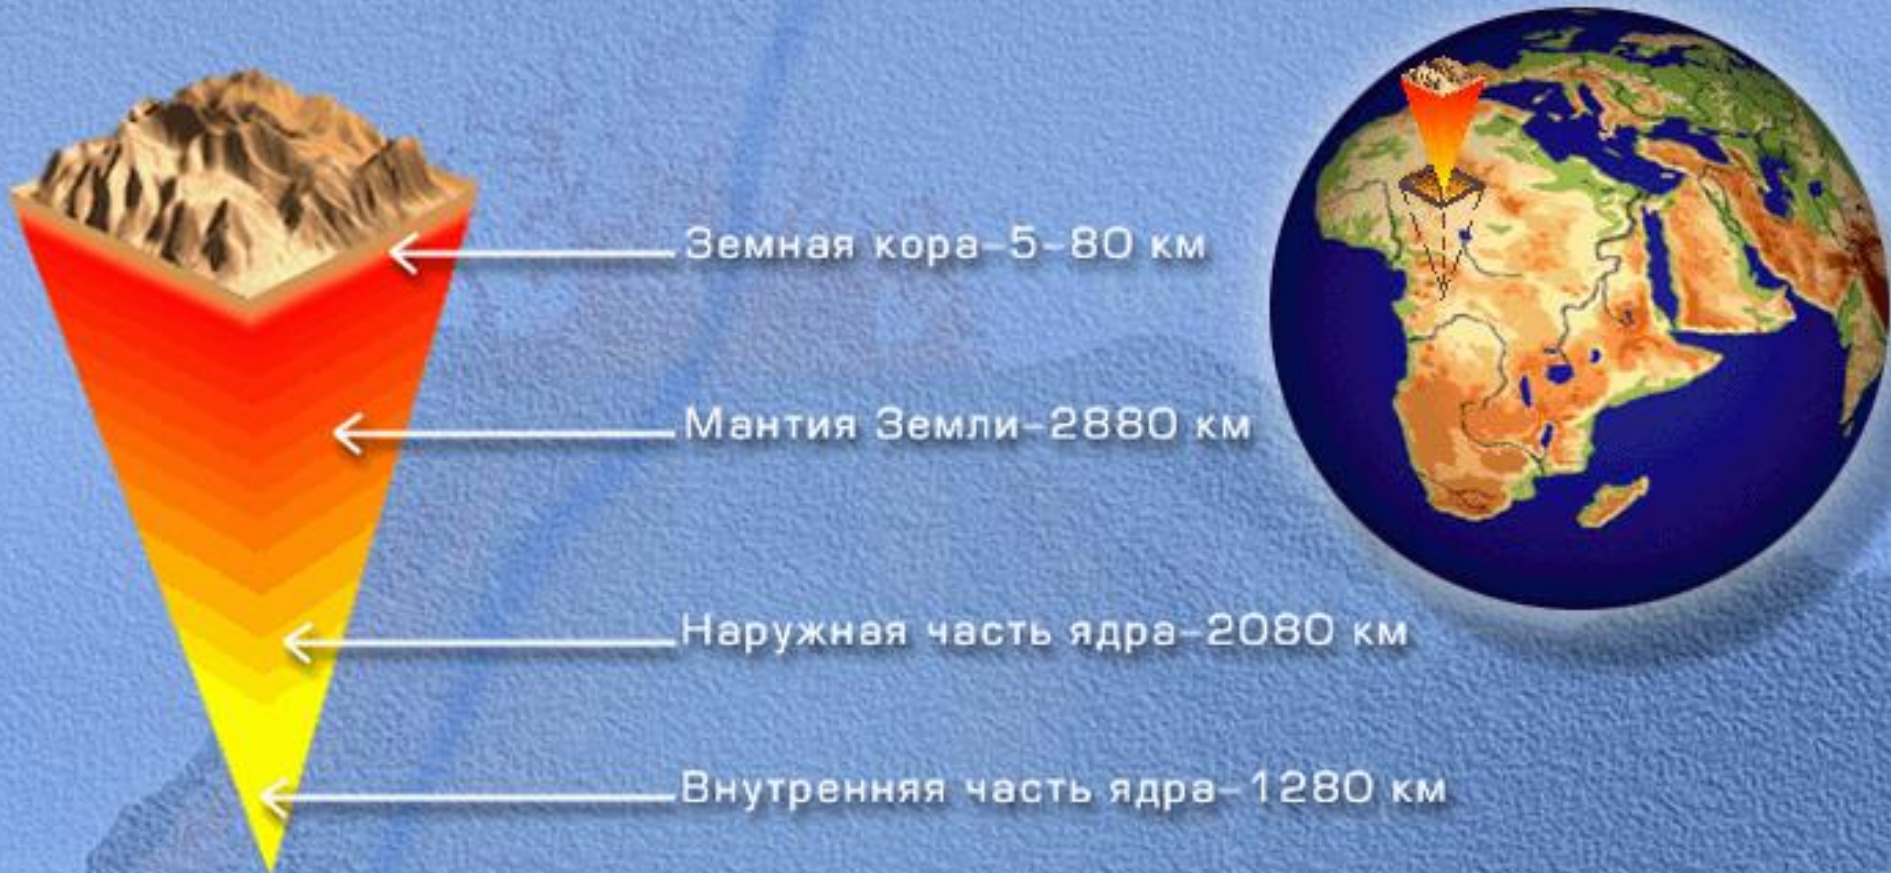 Земная кора-5-80 км
Мантия Земли-2880 км
Наружная часть ядра-2080 км
Внутренняя часть ядра-1280 км